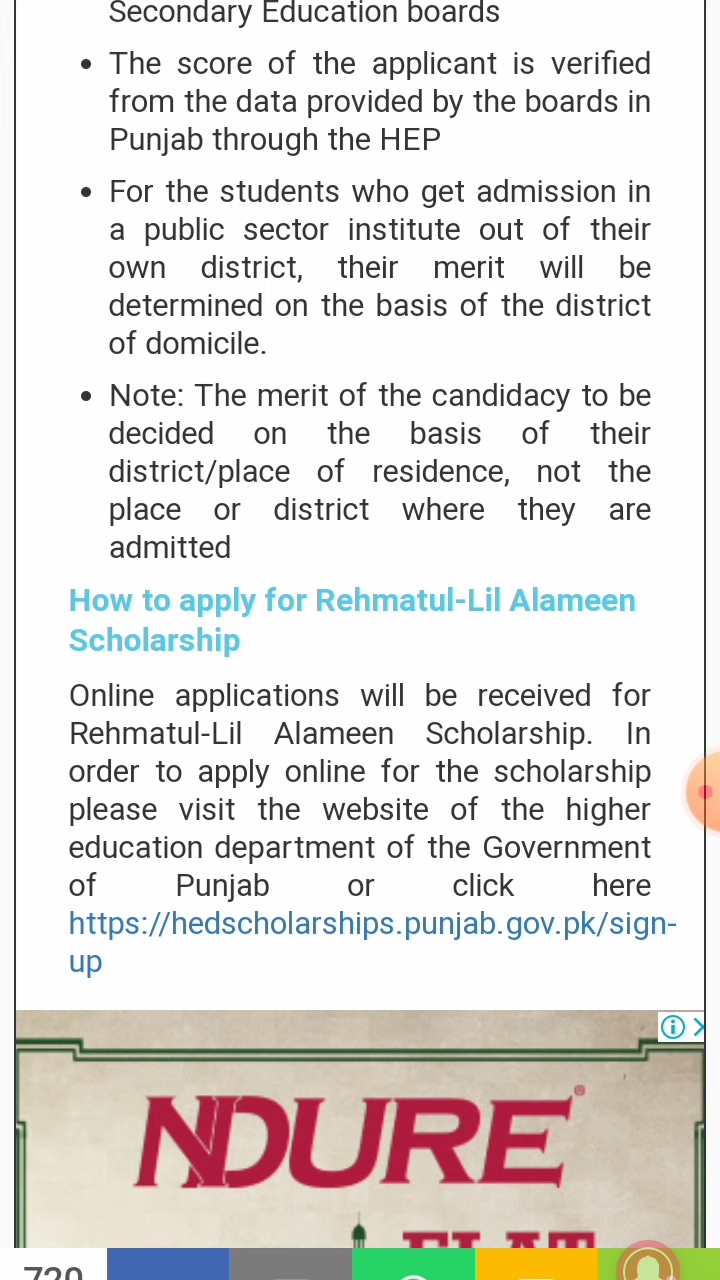 Secondary Education boards
• The score of the applicant is verified
from the data provided by the boards in
Punjab through the HEP
• For the students who get admission in
a public sector institute out of their
own district, their merit will be
determined on the basis of the district
of domicile.
• Note: The merit of the candidacy to be
decided on the basis of their
district/place of residence, not the
place or district where they are
admitted
How to apply for Rehmatul-Lil Alameen
Scholarship
Online applications will be received for
Rehmatul-Lil Alameen Scholarship. In
order to apply online for the scholarship
please visit the website of the higher
education department of the Government
of Punjab or click here
https://hedscholarships.punjab.gov.pk/sign-
up
NDURE®
FLAT
720